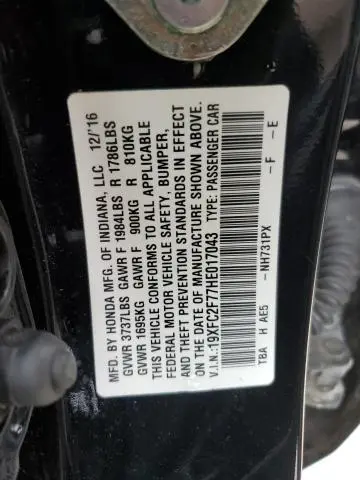 MFD. BY HONDA MFG. OF INDIANA, LLC 12/'16
GVWR 3737LBS GAWR F 1984LBS R 1786LBS
GVWR 1695KG GAWR F 900KG R 810KG
THIS VEHICLE CONFORMS TO ALL APPLICABLE
FEDERAL MOTOR VEHICLE SAFETY, BUMPER,
AND THEFT PREVENTION STANDARDS IN EFFECT
ON THE DATE OF MANUFACTURE SHOWN ABOVE.
V.I.N.:19XFC2F77HE017043 TYPE: PASSENGER CAR
TBA H AE5 -NH731PX -F -E